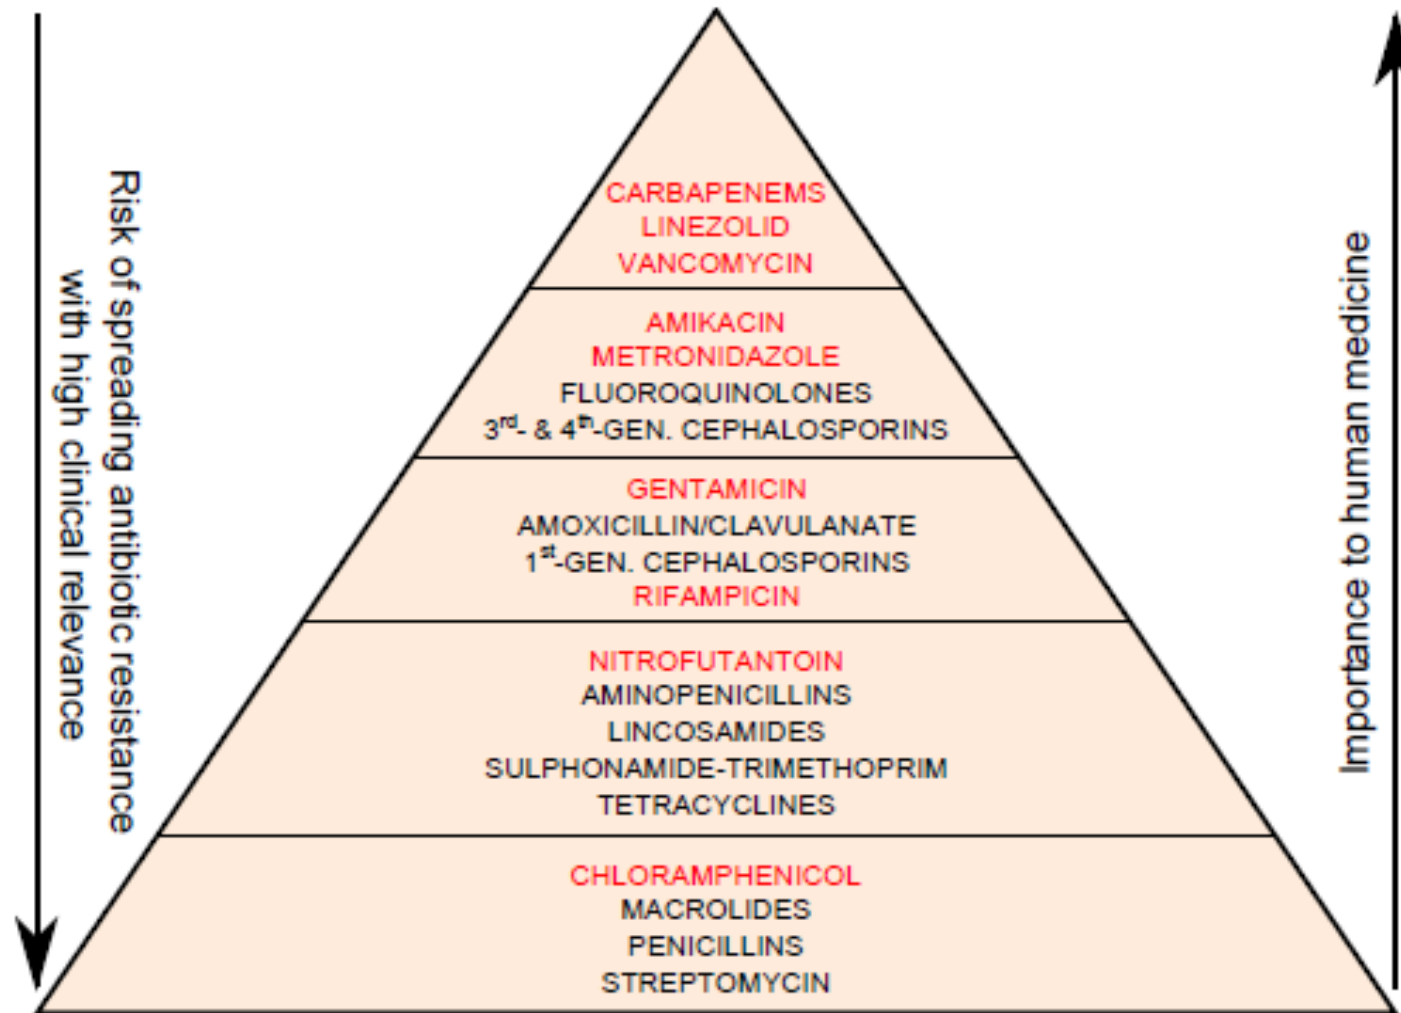 CARBAPENEMS
LINEZOLID
VANCOMYCIN
AMIKACIN
METRONIDAZOLE
FLUOROQUINOLONES
3rd- & 4th-GEN. CEPHALOSPORINS
GENTAMICIN
AMOXICILLIN/CLAVULANATE
1st-GEN. CEPHALOSPORINS
RIFAMPICIN
NITROFUTANTOIN
AMINOPENICILLINS
LINCOSAMIDES
SULPHONAMIDE-TRIMETHOPRIM
TETRACYCLINES
CHLORAMPHENICOL
MACROLIDES
PENICILLINS
STREPTOMYCIN
Risk of spreading antibiotic resistance
with high clinical relevance
Importance to human medicine